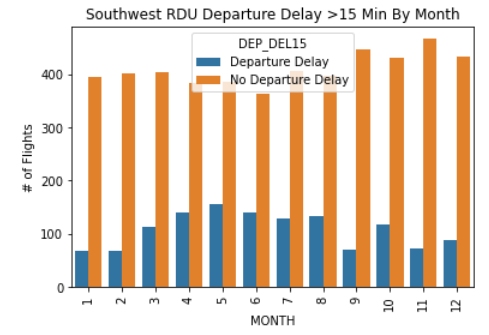 Southwest RDU Departure Delay >15 Min By Month
DEP_DEL15
Departure Delay
No Departure Delay
400
300
200
100
0
# of Flights
1 2 3 4 5 6 7 8 9 10 11 12
MONTH